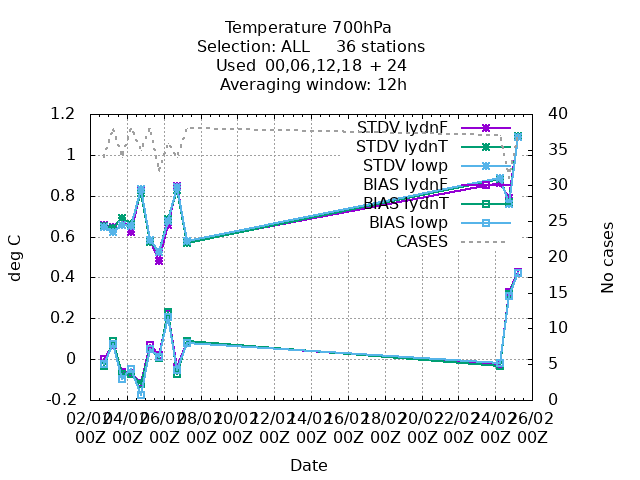 Temperature 700hPa
Selection: ALL 36 stations
Used 00,06,12,18 + 24
Averaging window: 12h
1.2
1
0.8
0.6
0.4
0.2
0
-0.2
deg C
40
35
30
25
20
15
10
5
0
No cases
STDV lydnF
STDV lydnT
STDV lowp
BIAS lydnF
BIAS lydnT
BIAS lowp
CASES
02/02 04/02 06/02 08/02 10/02 12/02 14/02 16/02 18/02 20/02 22/02 24/02 26/02
00Z 00Z 00Z 00Z 00Z 00Z 00Z 00Z 00Z 00Z 00Z 00Z 00Z
Date